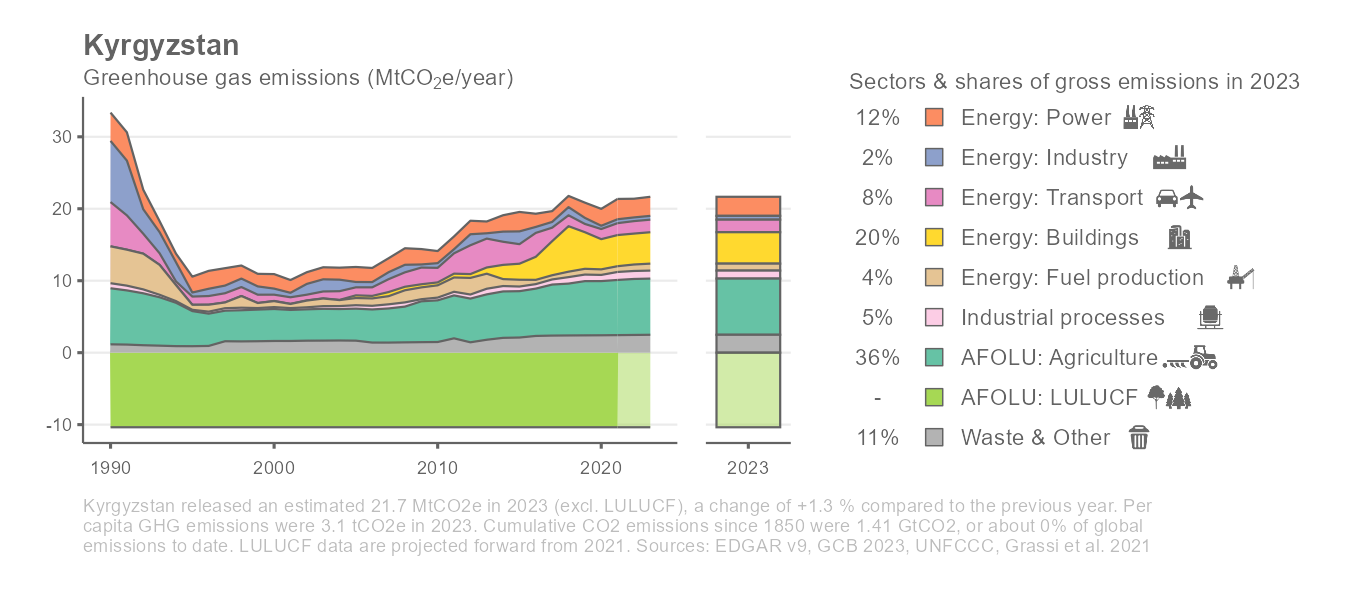 Kyrgyzstan
Greenhouse gas emissions (MtCO₂e/year)
30
20
10
0
-10
1990
2000
2010
2020
2023
Sectors & shares of gross emissions in 2023
12% Energy: Power
2% Energy: Industry
8% Energy: Transport
20% Energy: Buildings
4% Energy: Fuel production
5% Industrial processes
36% AFOLU: Agriculture
- AFOLU: LULUCF
11% Waste & Other
Kyrgyzstan released an estimated 21.7 MtCO2e in 2023 (excl. LULUCF), a change of +1.3 % compared to the previous year. Per
capita GHG emissions were 3.1 tCO2e in 2023. Cumulative CO2 emissions since 1850 were 1.41 GtCO2, or about 0% of global
emissions to date. LULUCF data are projected forward from 2021. Sources: EDGAR v9, GCB 2023, UNFCCC, Grassi et al. 2021